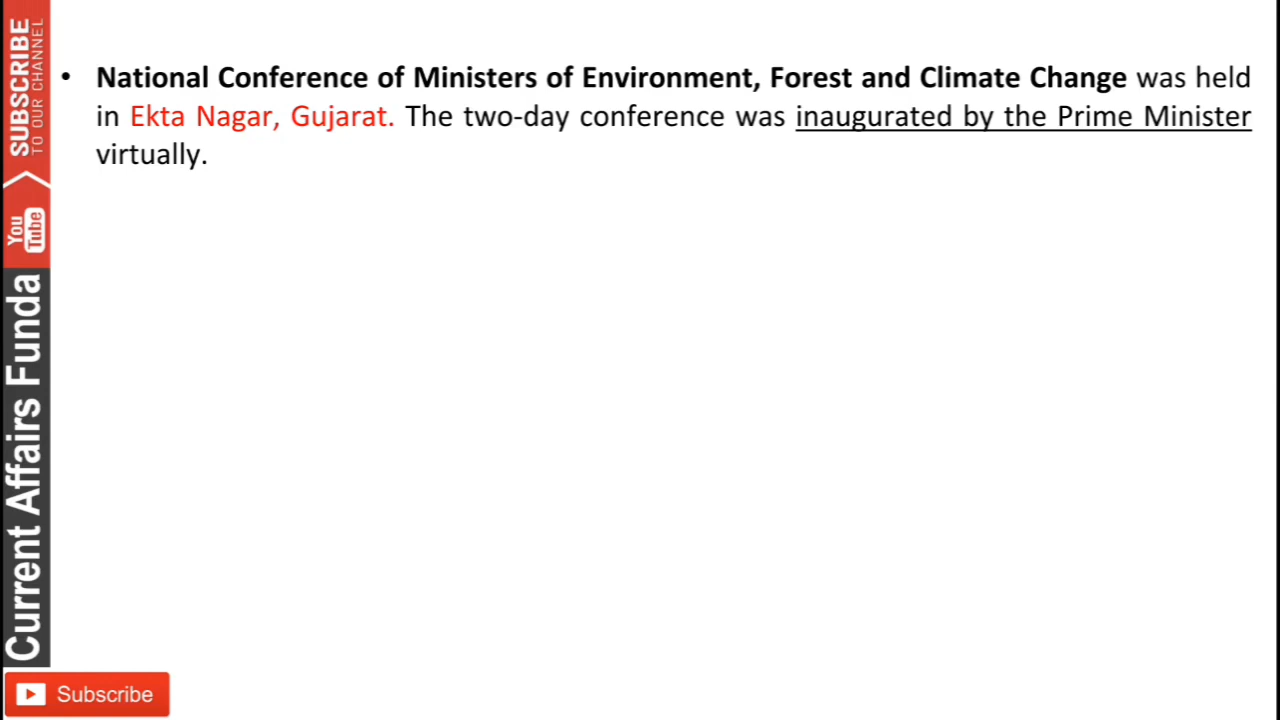 • National Conference of Ministers of Environment, Forest and Climate Change was held
in Ekta Nagar, Gujarat. The two-day conference was inaugurated by the Prime Minister
virtually.
SUBSCRIBE
TO OUR CHANNEL
You
Tube
Current Affairs Funda
Subscribe